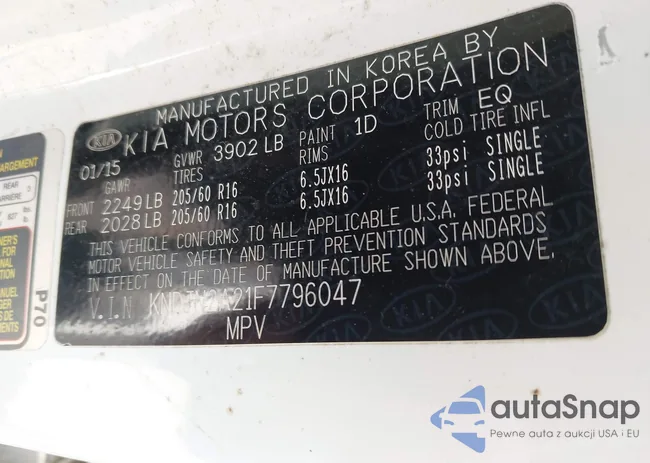 MANUFACTURED IN KOREA BY
KIA KIA MOTORS CORPORATION
01/15 GVWR 3902 LB PAINT 1D TRIM EQ
GAWR TIRES RIMS COLD TIRE INFL
FRONT 2249 LB 205/60 R16 6.5JX16 33psi SINGLE
REAR 2028 LB 205/60 R16 6.5JX16 33psi SINGLE
THIS VEHICLE CONFORMS TO ALL APPLICABLE U.S.A. FEDERAL
MOTOR VEHICLE SAFETY AND THEFT PREVENTION STANDARDS
IN EFFECT ON THE DATE OF MANUFACTURE SHOWN ABOVE.
V.I.N.
MPV
P70
REAR
ARRIÈRE
autaSnap
Pewne auta z aukcji USA i EU